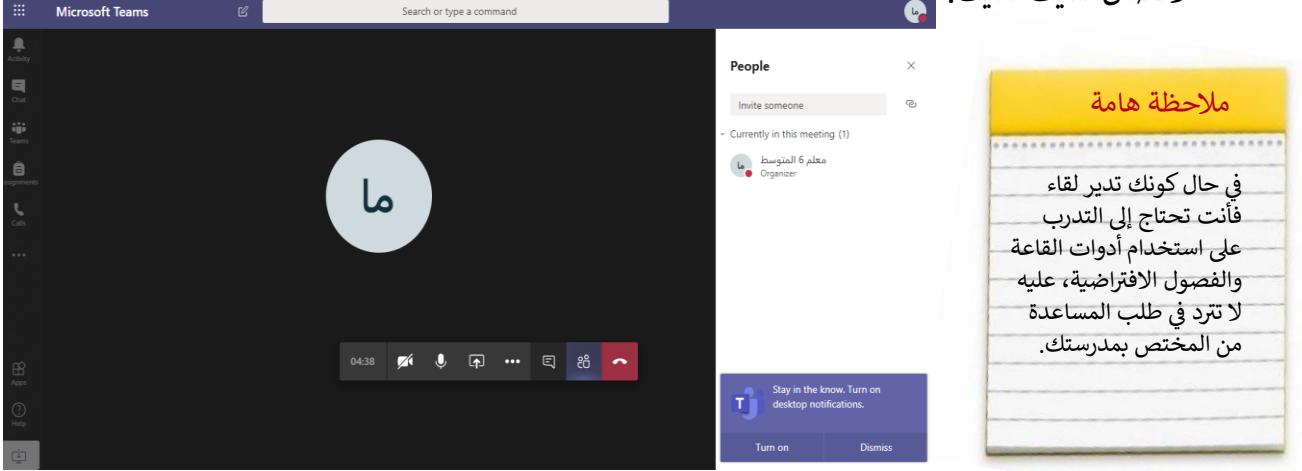 Microsoft Teams
Search or type a command
ما
Activity
Chat
Teams
Assignments
Calls
Apps
Help
ما
04:38
People
Invite someone
Currently in this meeting (1)
ما
معلم 6 المتوسط
Organizer
Stay in the know. Turn on
desktop notifications.
Turn on
Dismiss
ملاحظة هامة
في حال كونك تدير لقاء
فأنت تحتاج إلى التدرب
على استخدام أدوات القاعة
والفصول الافتراضية، عليه
لا تترد في طلب المساعدة
من المختص بمدرستك.